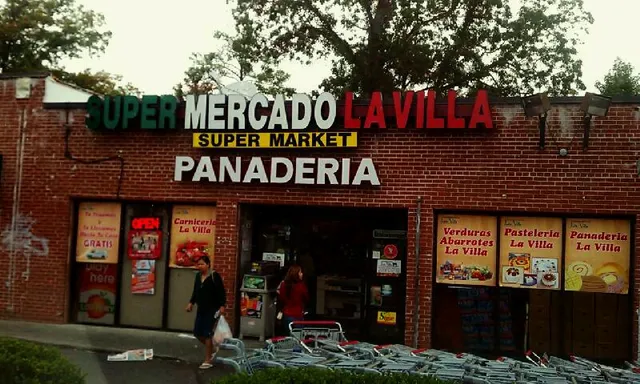 SUPER MERCADO LA VILLA
SUPER MARKET
PANADERIA
GRATIS
OPEN
Carniceria
La Villa
Verduras
Abarrotes
La Villa
Pasteleria
La Villa
Panaderia
La Villa